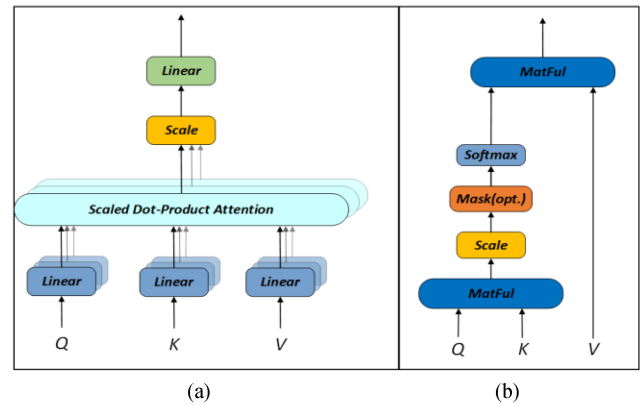 Linear
Scale
Scaled Dot-Product Attention
Linear Linear Linear
Q K V
(a)
MatFul
Softmax
Mask(opt.)
Scale
MatFul
Q K V
(b)